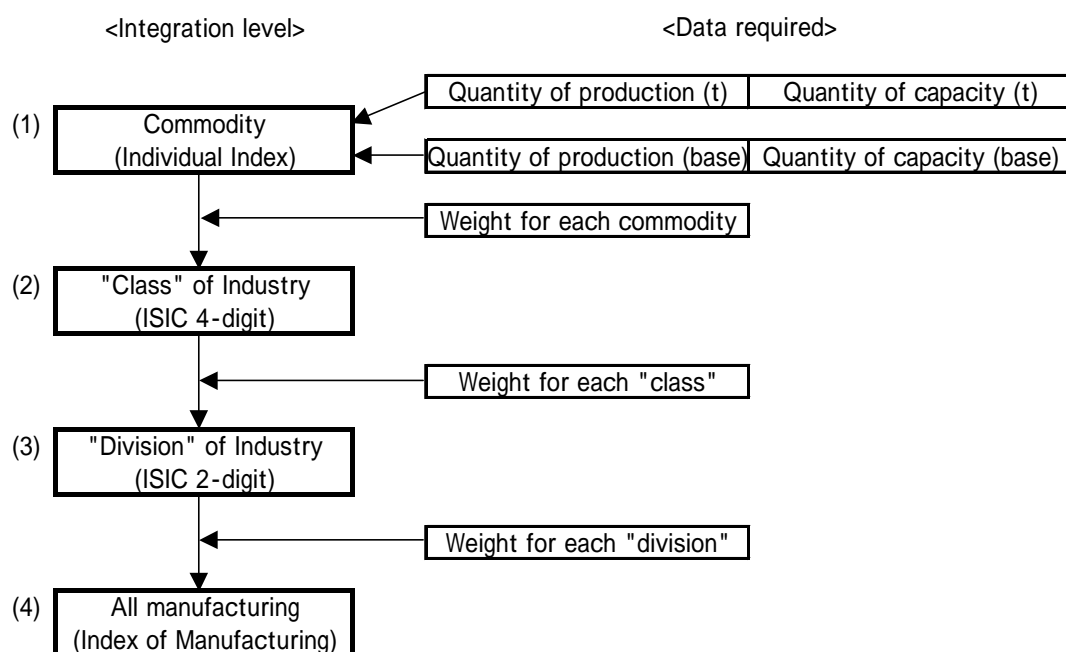 <Integration level> <Data required>
Quantity of production (t) Quantity of capacity (t)
(1) Commodity
(Individual Index)
Quantity of production (base) Quantity of capacity (base)
Weight for each commodity
(2) "Class" of Industry
(ISIC 4-digit)
Weight for each "class"
(3) "Division" of Industry
(ISIC 2-digit)
Weight for each "division"
(4) All manufacturing
(Index of Manufacturing)